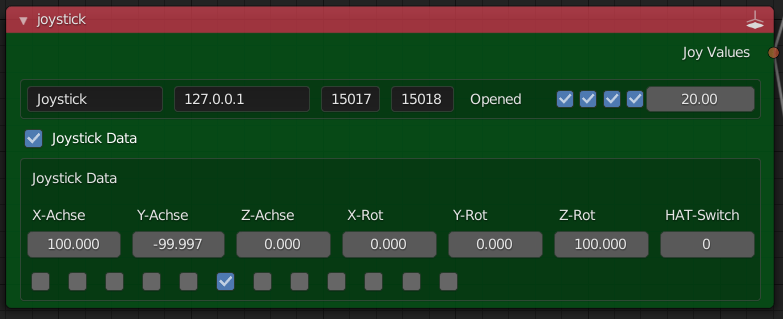 joystick
Joy Values
Joystick 127.0.0.1 15017 15018 Opened 20.00
Joystick Data
Joystick Data
X-Achse Y-Achse Z-Achse X-Rot Y-Rot Z-Rot HAT-Switch
100.000 -99.997 0.000 0.000 0.000 100.000 0